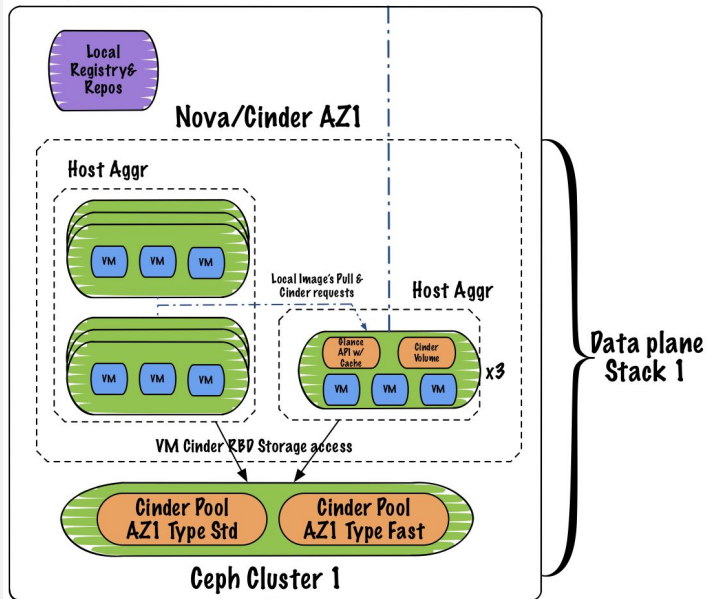 Local
Registry&
Repos
Nova/Cinder AZ1
Host Aggr
VM VM VM
Local Image's Pull &
Cinder requests
Host Aggr
VM VM VM
Glance
API w/
Cache
Cinder
Volume
VM VM VM
x3
Data plane
Stack 1
VM Cinder RBD Storage access
Cinder Pool
AZ1 Type Std
Cinder Pool
AZ1 Type Fast
Ceph Cluster 1